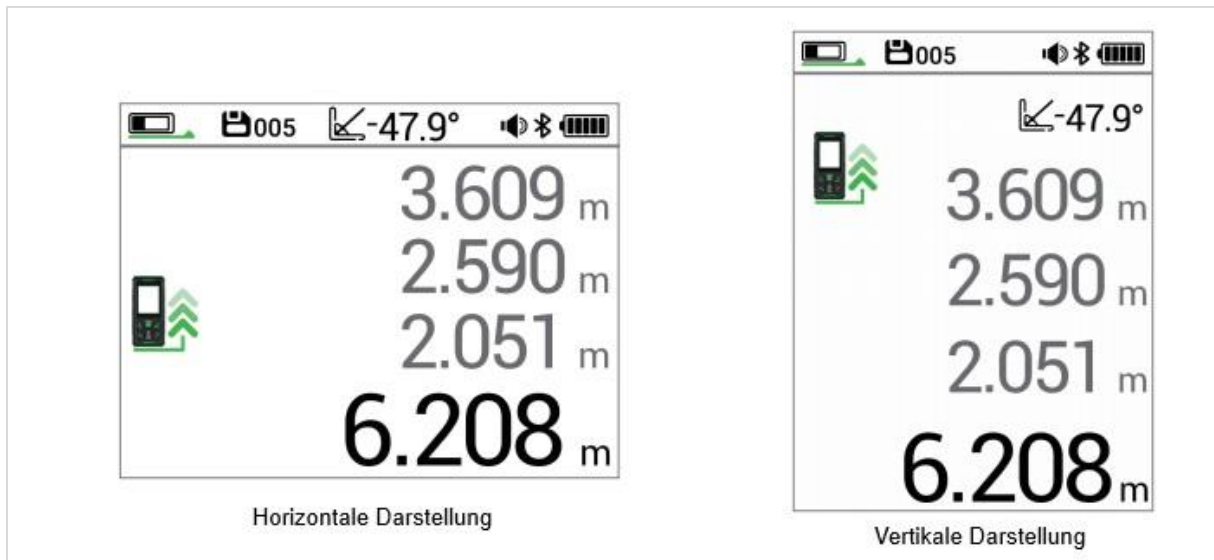 005 -47.9°
3.609 m
2.590 m
2.051 m
6.208 m
Horizontale Darstellung
005
-47.9°
3.609 m
2.590 m
2.051 m
6.208 m
Vertikale Darstellung